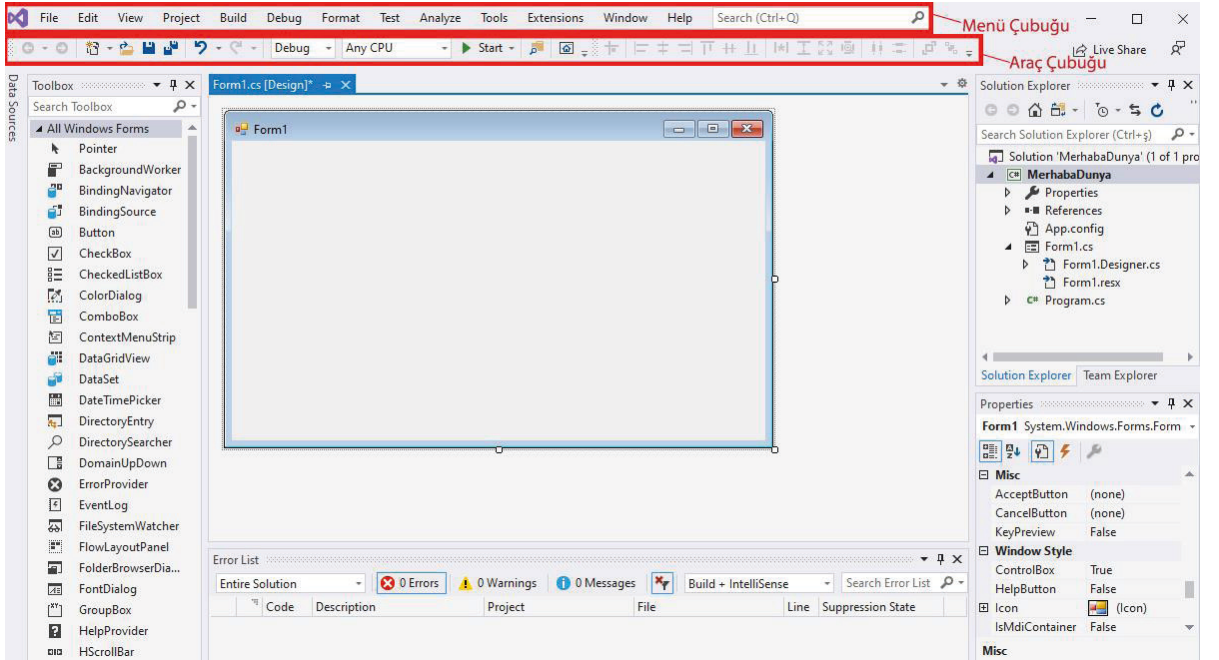 File Edit View Project Build Debug Format Test Analyze Tools Extensions Window Help Search (Ctrl+Q)
Menü Çubuğu
Debug Any CPU Start
Araç Çubuğu
Live Share
Data Sources
Toolbox
Search Toolbox
All Windows Forms
Pointer
BackgroundWorker
BindingNavigator
BindingSource
Button
CheckBox
CheckedListBox
ColorDialog
ComboBox
ContextMenuStrip
DataGridView
DataSet
DateTimePicker
DirectoryEntry
DirectorySearcher
DomainUpDown
ErrorProvider
EventLog
FileSystemWatcher
FlowLayoutPanel
FolderBrowserDia...
FontDialog
GroupBox
HelpProvider
HScrollBar
Form1.cs [Design]*
Form1
Error List
Entire Solution 0 Errors 0 Warnings 0 Messages Build + IntelliSense Search Error List
Code Description Project File Line Suppression State
Solution Explorer
Search Solution Explorer (Ctrl+ş)
Solution 'MerhabaDunya' (1 of 1 pro
MerhabaDunya
Properties
References
App.config
Form1.cs
Form1.Designer.cs
Form1.resx
Program.cs
Solution Explorer Team Explorer
Properties
Form1 System.Windows.Forms.Form
Misc
AcceptButton (none)
CancelButton (none)
KeyPreview False
Window Style
ControlBox True
HelpButton False
Icon (Icon)
IsMdiContainer False
Misc